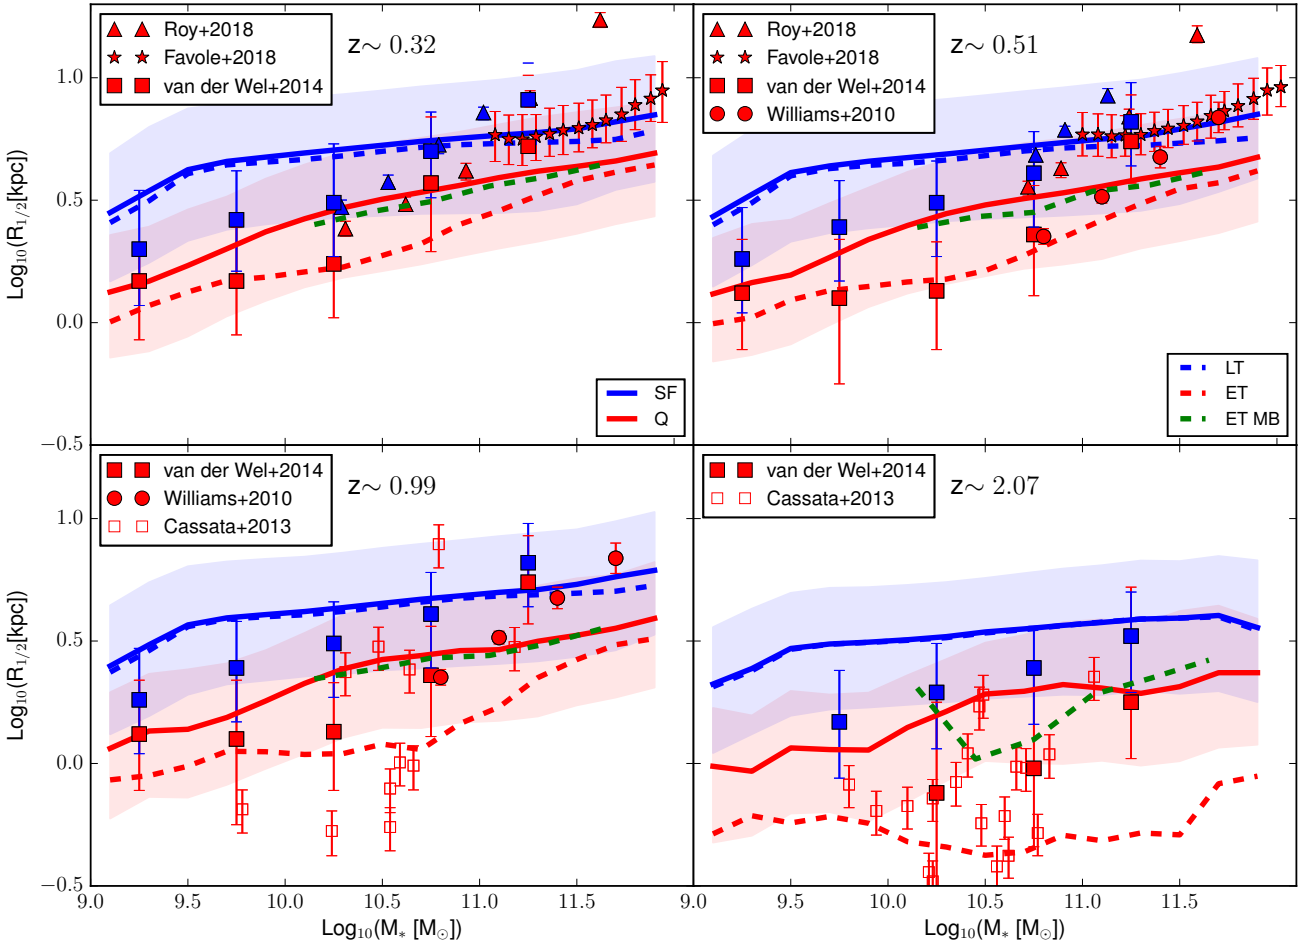 Roy+2018
Favole+2018
van der Wel+2014
z∼ 0.32
Roy+2018
Favole+2018
van der Wel+2014
Williams+2010
z∼ 0.51
1.0
0.5
0.0
−0.5
Log10(R1/2[kpc])
SF
Q
LT
ET
ET MB
van der Wel+2014
Williams+2010
Cassata+2013
z∼ 0.99
van der Wel+2014
Cassata+2013
z∼ 2.07
1.0
0.5
0.0
−0.5
Log10(R1/2[kpc])
9.0 9.5 10.0 10.5 11.0 11.5 9.0 9.5 10.0 10.5 11.0 11.5
Log10(M* [M⊙]) Log10(M* [M⊙])